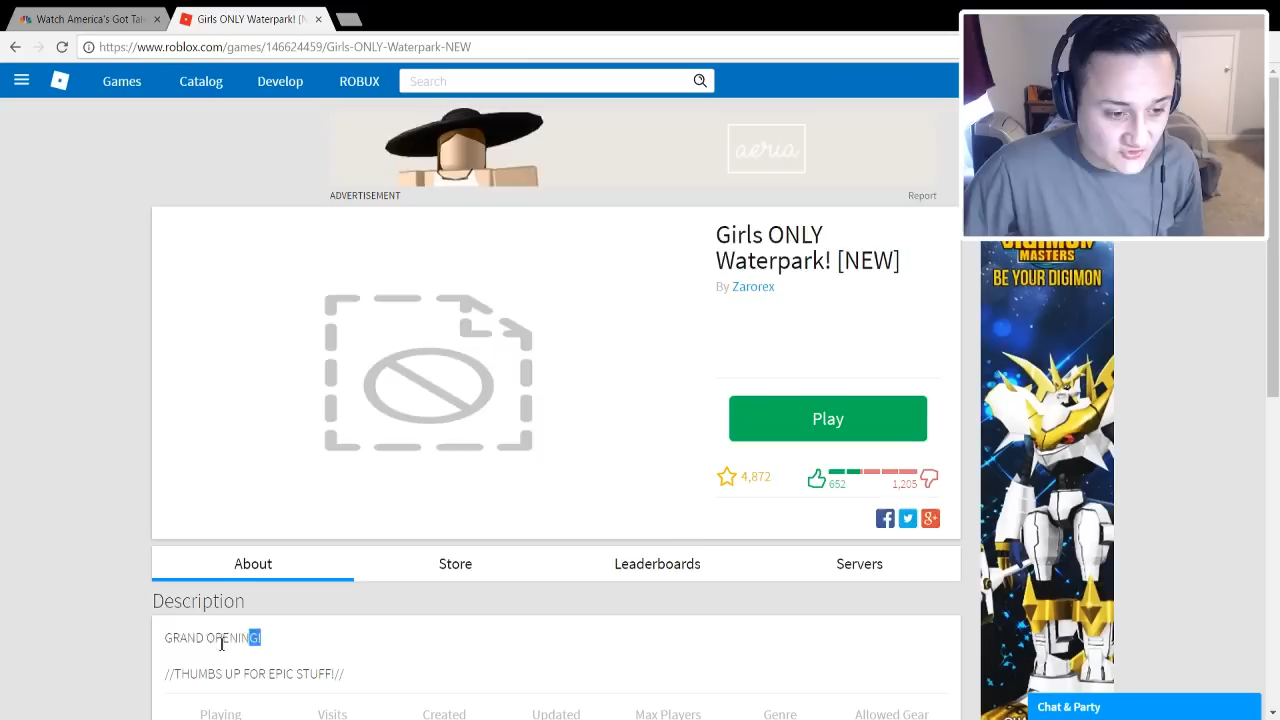 Watch America's Got Tal
Girls ONLY Waterpark! [N
https://www.roblox.com/games/146624459/Girls-ONLY-Waterpark-NEW
Games
Catalog
Develop
ROBUX
Search
aeria
ADVERTISEMENT
Report
Girls ONLY
Waterpark! [NEW]
By Zarorex
DIGIMON
MASTERS
BE YOUR DIGIMON
Play
4,872
652
1,205
About
Store
Leaderboards
Servers
Description
GRAND OPENING!
//THUMBS UP FOR EPIC STUFF!//
Playing
Visits
Created
Updated
Max Players
Genre
Allowed Gear
Chat & Party